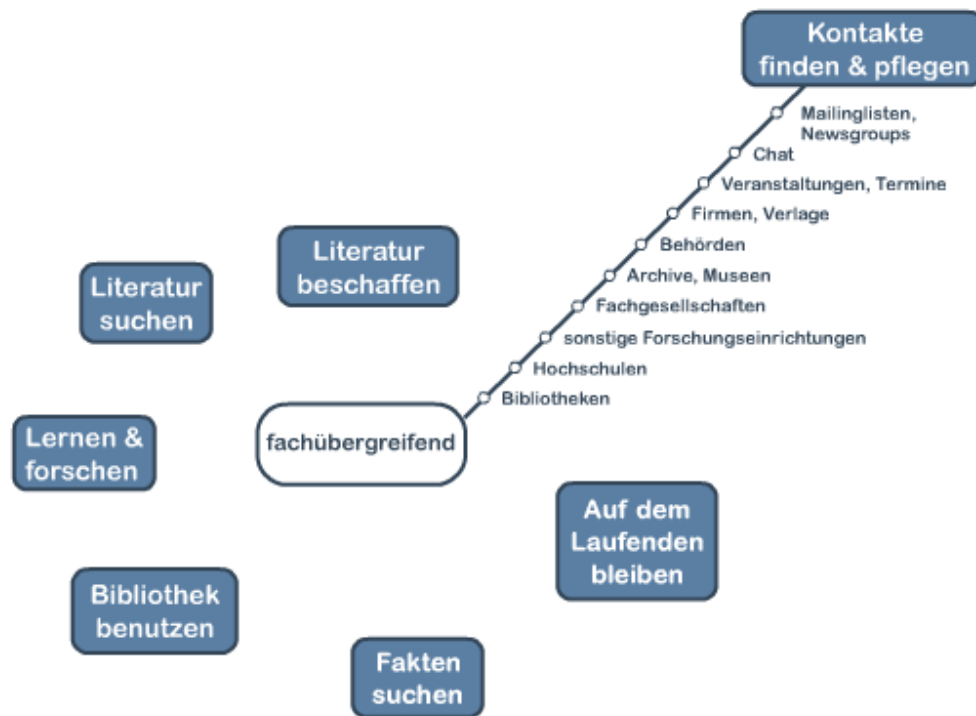 Kontakte
finden & pflegen
Mailinglisten,
Newsgroups
Chat
Veranstaltungen, Termine
Firmen, Verlage
Behörden
Archive, Museen
Fachgesellschaften
sonstige Forschungseinrichtungen
Hochschulen
Bibliotheken
Literatur
beschaffen
Literatur
suchen
fachübergreifend
Lernen &
forschen
Auf dem
Laufenden
bleiben
Bibliothek
benutzen
Fakten
suchen